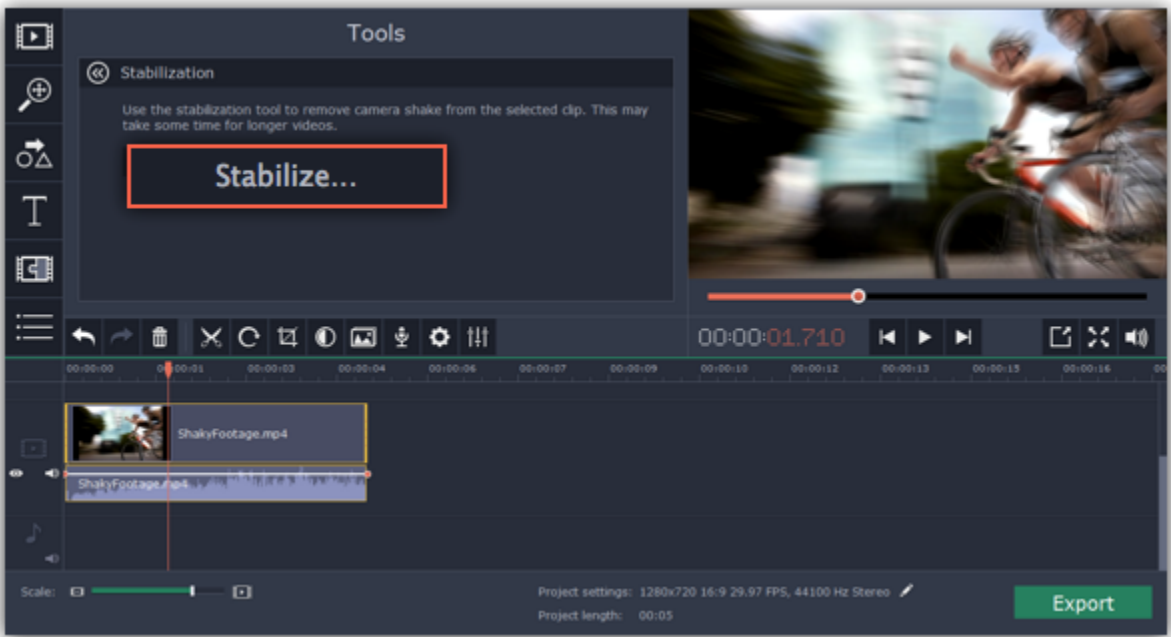 Tools
Stabilization
Use the stabilization tool to remove camera shake from the selected clip. This may
take some time for longer videos.
Stabilize...
T
00:00:01.710
00:00:00 00:00:01 00:00:03 00:00:04 00:00:06 00:00:07 00:00:09 00:00:10 00:00:12 00:00:13 00:00:15 00:00:16 00
ShakyFootage.mp4
ShakyFootage.mp4
Scale:
Project settings: 1280x720 16:9 29.97 FPS, 44100 Hz Stereo
Project length: 00:05
Export